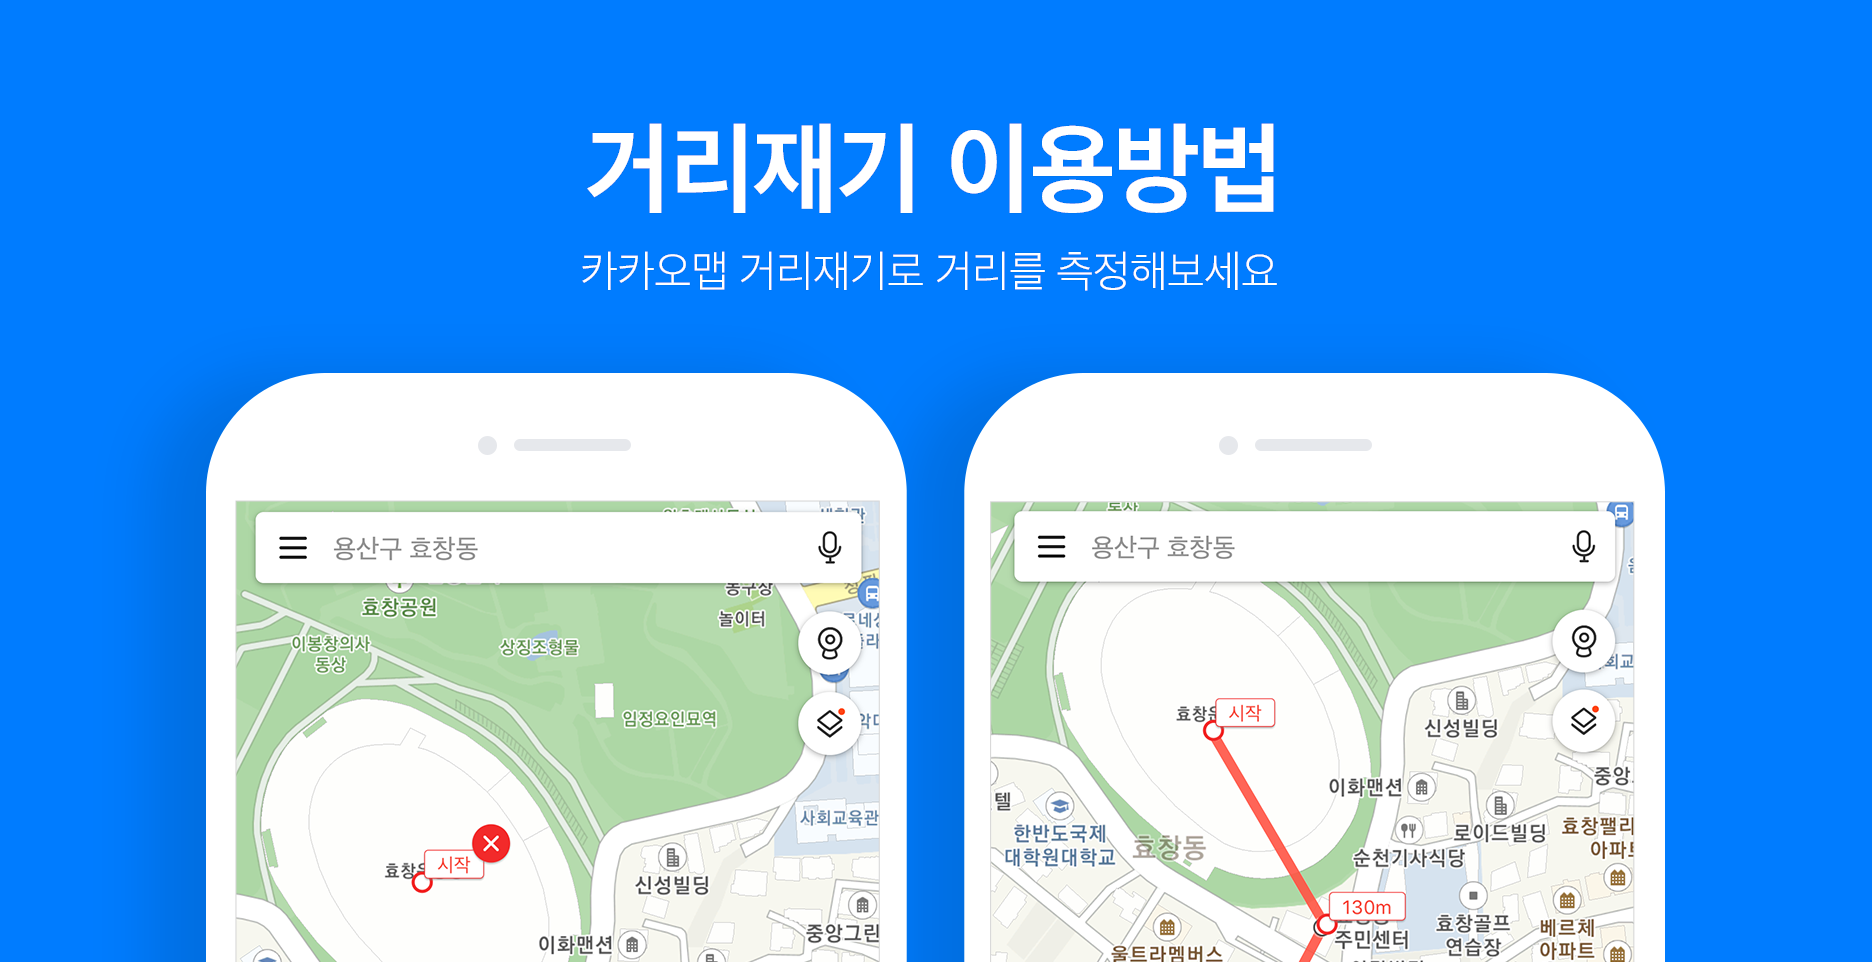 거리재기 이용방법
카카오맵 거리재기로 거리를 측정해보세요
용산구 효창동
효창공원
동구장
놀이터
이봉창의사
동상
상징조형물
임정요인묘역
사회교육관
시작
신성빌딩
중앙그린
이화맨션
동상
용산구 효창동
시작
신성빌딩
중앙
이화맨션
텔
한반도국제
대학원대학교
효창동
로이드빌딩
효창펠리
아파트
순천기사식당
130m
주민센터
효창골프
연습장
베르체
아파트
울트라멤버스